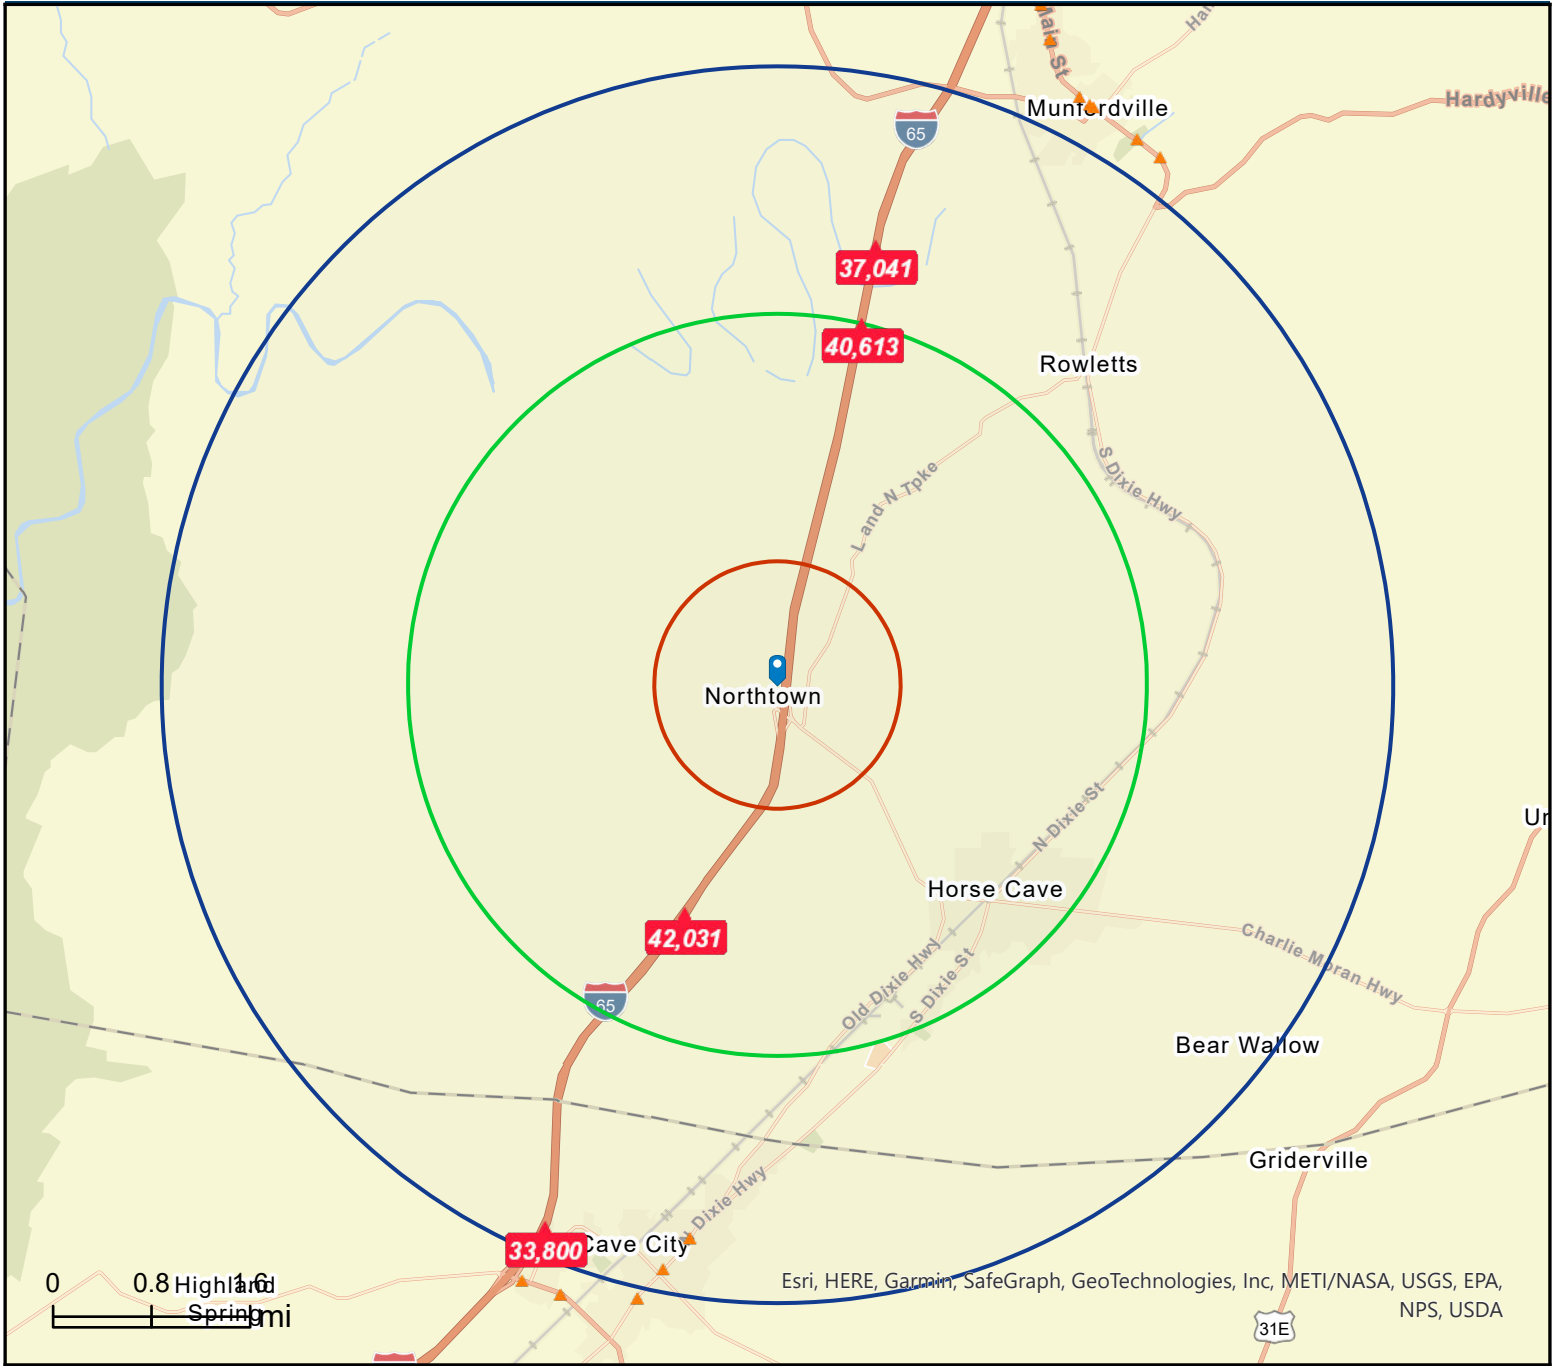 Main St
Har
Munfordville
Hardyville
65
37,041
40,613
Rowletts
S Dixie Hwy
L and N Tpke
Northtown
N Dixie St
Horse Cave
42,031
Old Dixie Hwy
S Dixie St
Charlie Moran Hwy
65
Bear Wallow
Griderville
N Dixie Hwy
33,800
Cave City
0 0.8 1.6
mi
Highland
Spring
Esri, HERE, Garmin, SafeGraph, GeoTechnologies, Inc, METI/NASA, USGS, EPA,
NPS, USDA
31E